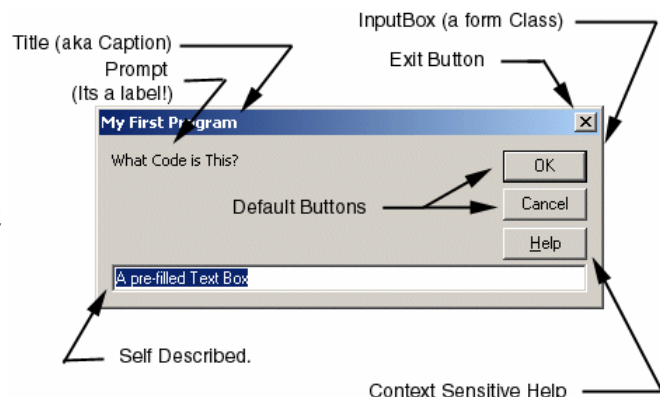 InputBox (a form Class)
Title (aka Caption)
Exit Button
Prompt
(Its a label!)
My First Program
What Code is This?
OK
Default Buttons
Cancel
Help
A pre-filled Text Box
Self Described.
Context Sensitive Help